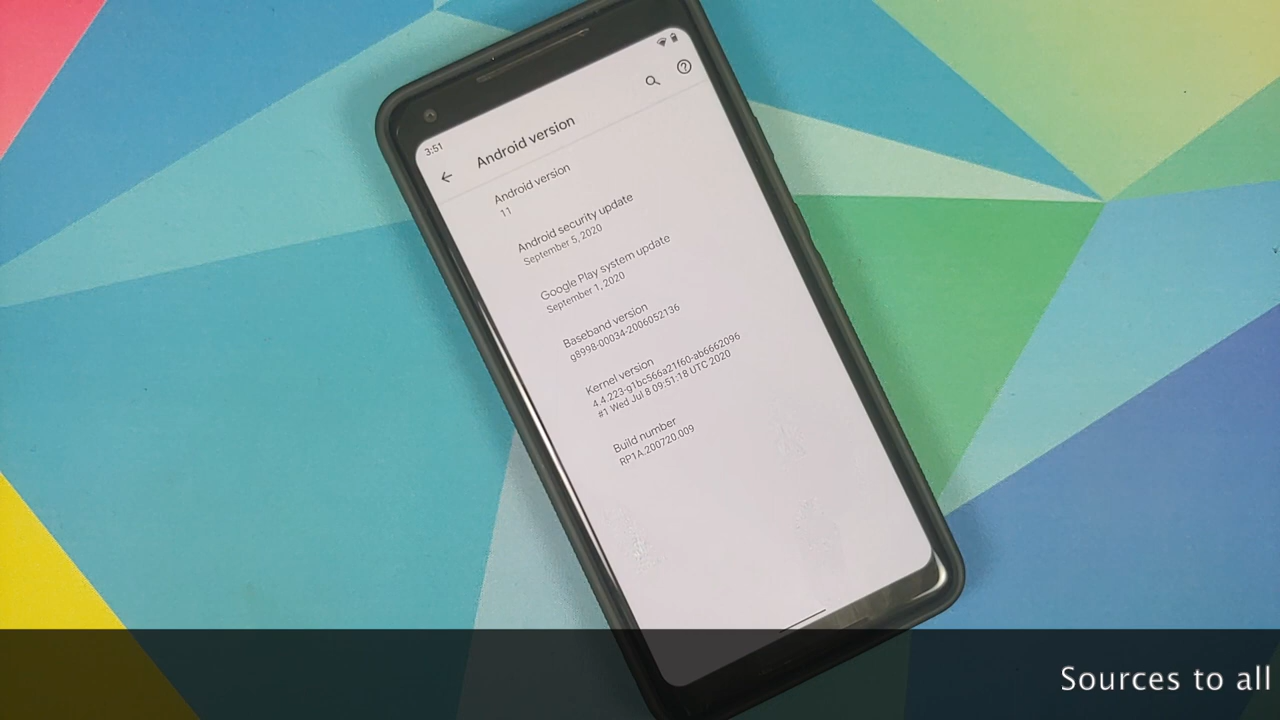 3:51
Android version
Android version
11
Android security update
September 5, 2020
Google Play system update
September 1, 2020
Baseband version
g8998-00034-2006052136
Kernel version
4.4.223-g1bc566a21f60-ab6662096
#1 Wed Jul 8 09:51:18 UTC 2020
Build number
RP1A.200720.009
Sources to all